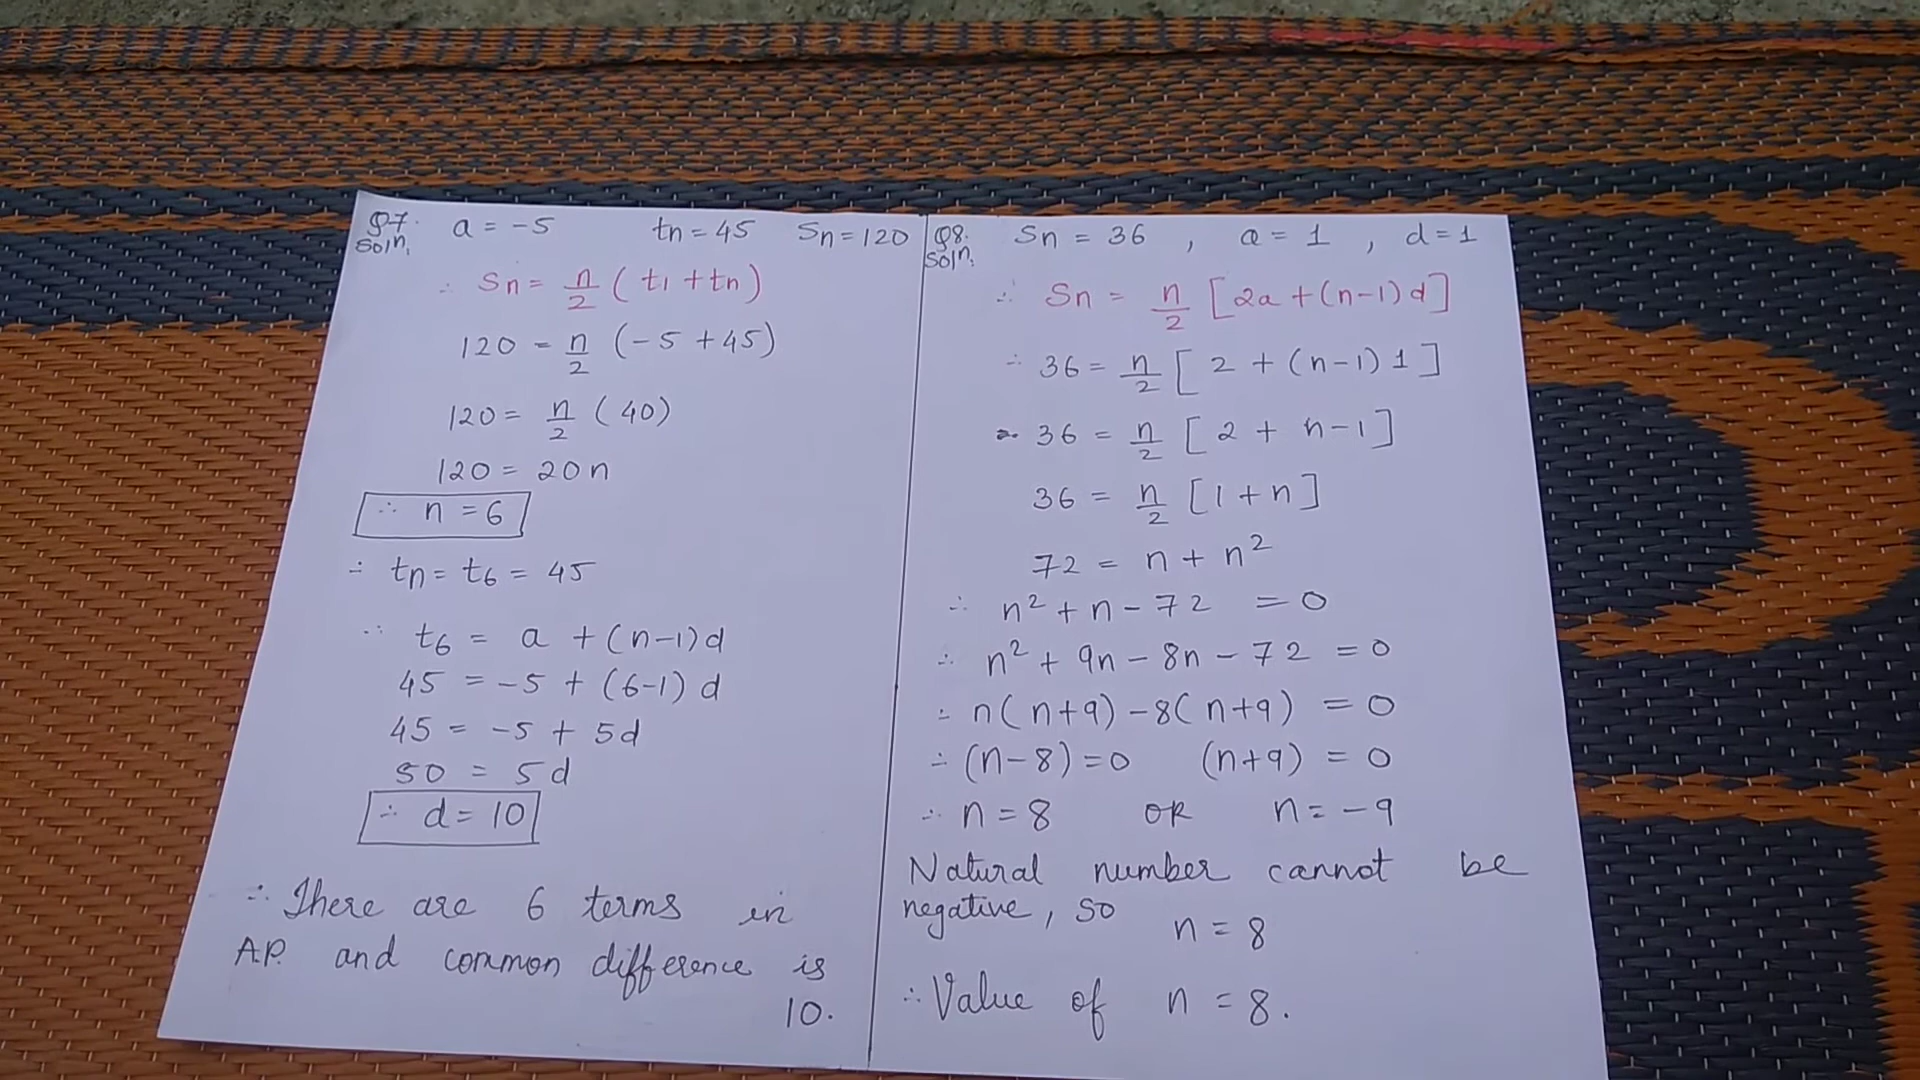 Q7. a = -5 tn = 45 Sn = 120
Soln.
∴ Sn = n/2 (t1 + tn)
120 = n/2 (-5 + 45)
120 = n/2 (40)
120 = 20n
∴ n = 6
∴ tn = t6 = 45
∴ t6 = a + (n-1)d
45 = -5 + (6-1) d
45 = -5 + 5d
50 = 5d
∴ d = 10
∴ There are 6 terms in
A.P. and common difference is
10.
Q8. Sn = 36 , a = 1 , d = 1
Soln.
∴ Sn = n/2 [2a + (n-1) d]
∴ 36 = n/2 [ 2 + (n-1) 1 ]
∴ 36 = n/2 [ 2 + n-1 ]
36 = n/2 [1 + n]
72 = n + n²
∴ n² + n - 72 = 0
∴ n² + 9n - 8n - 72 = 0
∴ n(n+9) - 8(n+9) = 0
∴ (n-8) = 0 (n+9) = 0
∴ n = 8 OR n = -9
Natural number cannot be
negative, so
n = 8
∴ Value of n = 8.